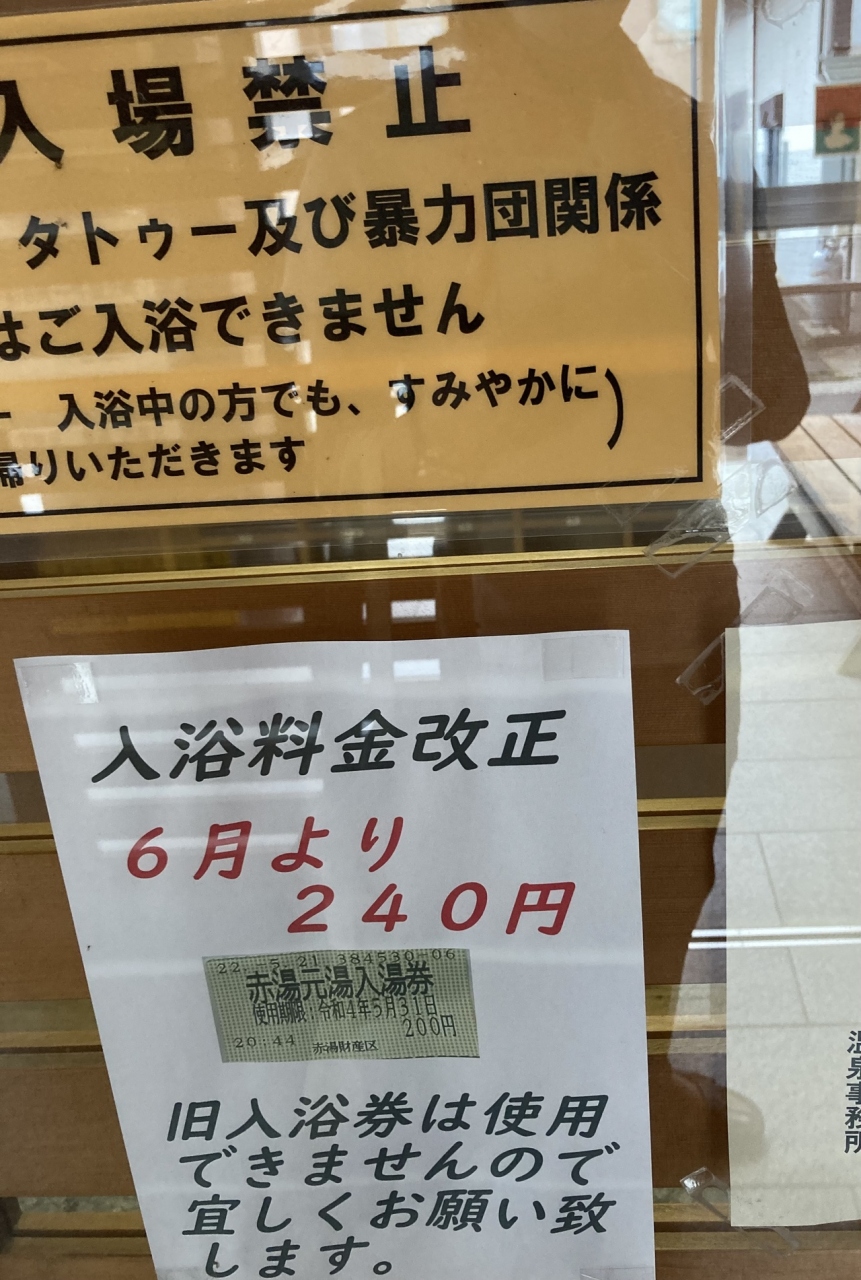 入場禁止
タトゥー及び暴力団関係
はご入浴できません
入浴中の方でも、すみやかに)
帰りいただきます
入浴料金改正
6月より
240円
22 5 21 384530 06
赤湯元湯入湯券
使用期限:令和4年5月31日
200円
20:44 赤湯財産区
旧入浴券は使用
できませんので
宜しくお願い致
します。
温泉事務所